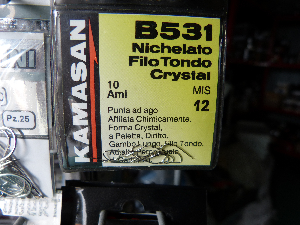 KAMASAN
B531
Nichelato
Filo Tondo
Crystal
10
Ami
MIS
12
Punta ad ago
Affilata Chimicamente.
Forma Crystal,
a Paletta, Diritto.
Gambo Lungo, Filo Tondo.
Pz.25